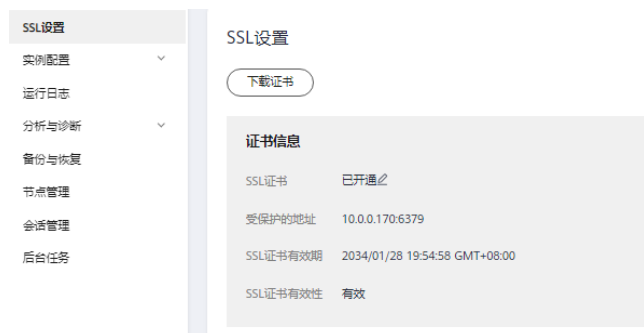 SSL设置
实例配置
运行日志
分析与诊断
备份与恢复
节点管理
会话管理
后台任务
SSL设置
下载证书
证书信息
SSL证书 已开通
受保护的地址 10.0.0.170:6379
SSL证书有效期 2034/01/28 19:54:58 GMT+08:00
SSL证书有效性 有效